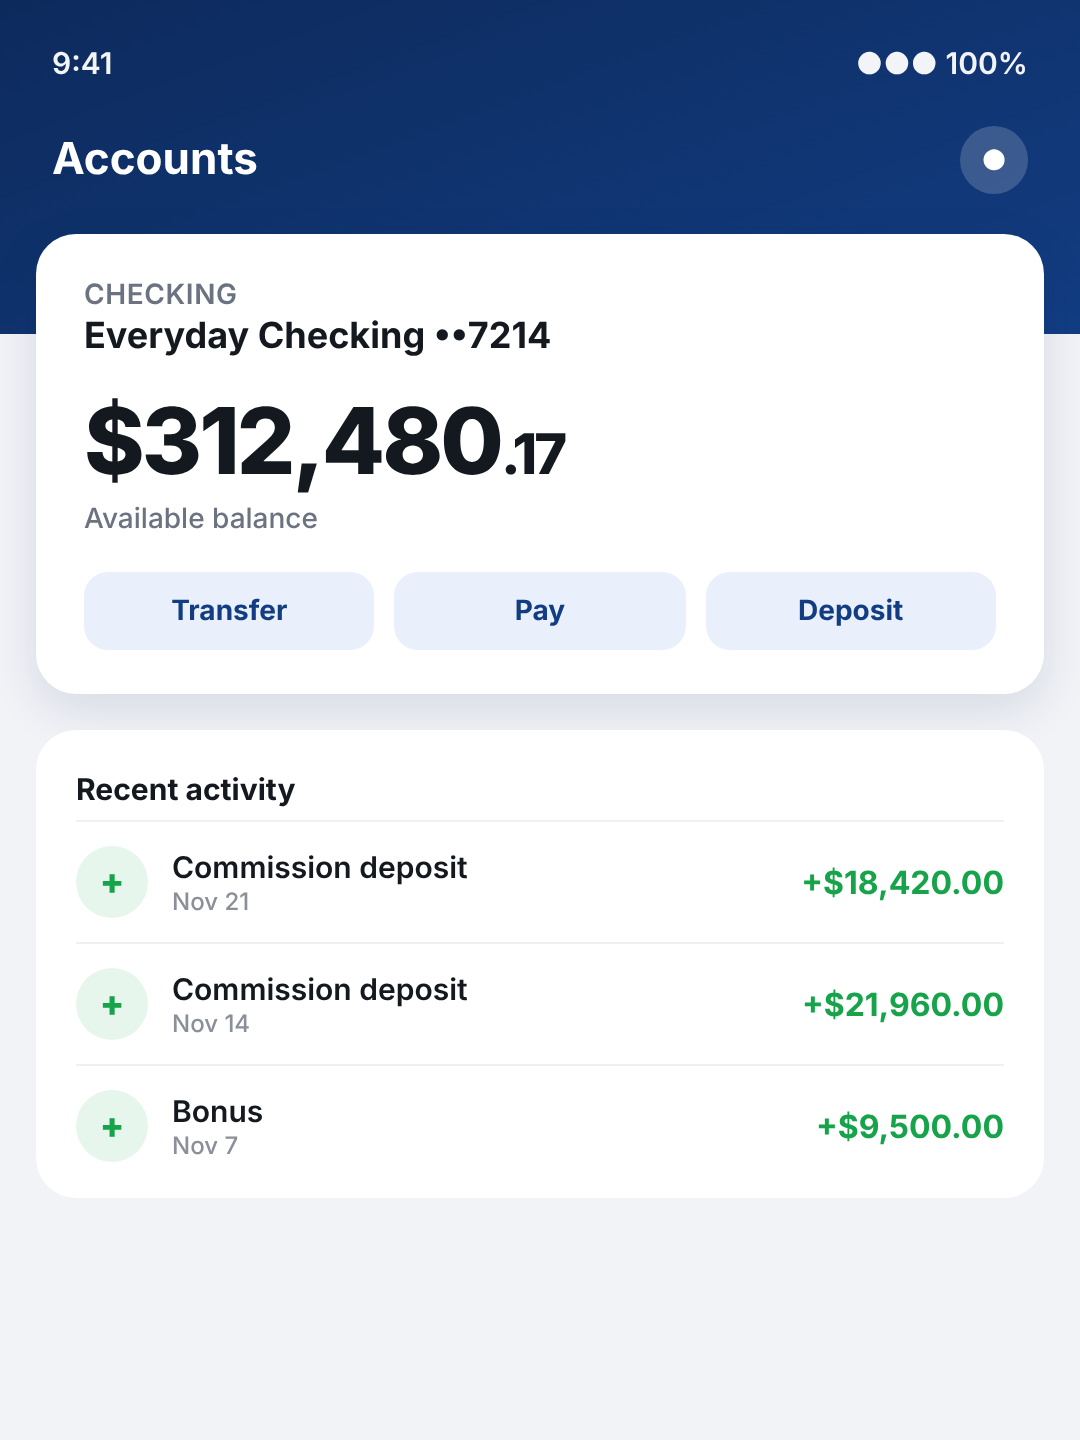 9:41
100%
Accounts
CHECKING
Everyday Checking ••7214
$312,480.17
Available balance
Transfer
Pay
Deposit
Recent activity
+
Commission deposit
Nov 21
+$18,420.00
+
Commission deposit
Nov 14
+$21,960.00
+
Bonus
Nov 7
+$9,500.00